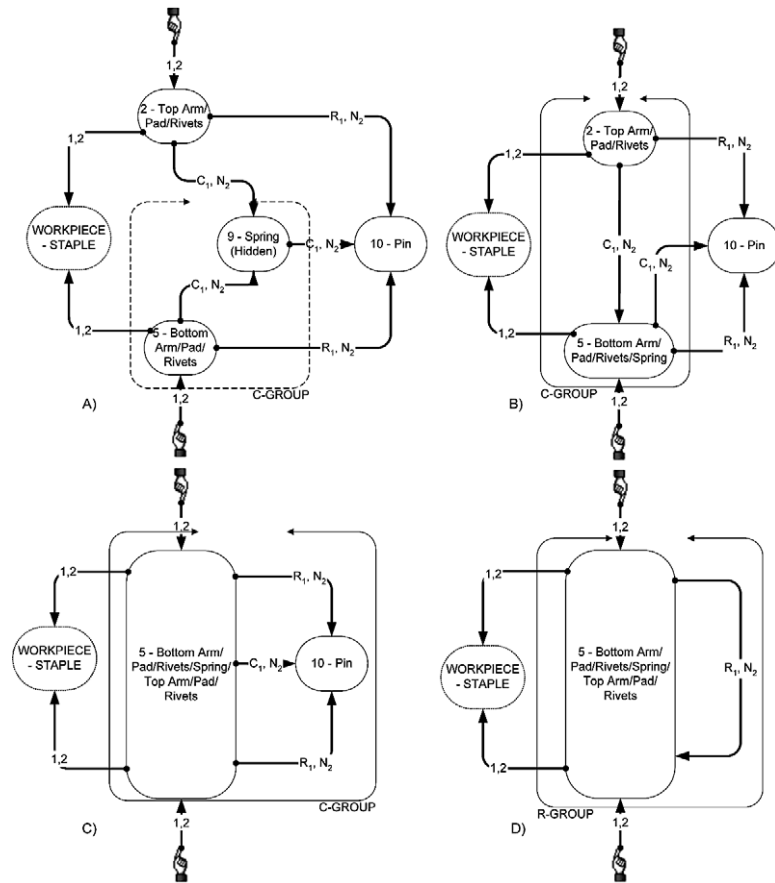 1,2
2 - Top Arm/
Pad/Rivets
R₁, N₂
1,2
C₁, N₂
WORKPIECE
- STAPLE
9 - Spring
(Hidden)
C₁, N₂
10 - Pin
C₁, N₂
1,2
5 - Bottom
Arm/Pad/
Rivets
R₁, N₂
1,2
C-GROUP
A)
1,2
2 - Top Arm/
Pad/Rivets
R₁, N₂
1,2
WORKPIECE
- STAPLE
C₁, N₂
C₁, N₂
10 - Pin
1,2
5 - Bottom Arm/
Pad/Rivets/Spring
R₁, N₂
1,2
C-GROUP
B)
1,2
1,2
R₁, N₂
WORKPIECE
- STAPLE
5 - Bottom Arm/
Pad/Rivets/Spring/
Top Arm/Pad/
Rivets
C₁, N₂
10 - Pin
1,2
R₁, N₂
1,2
C-GROUP
C)
1,2
1,2
WORKPIECE
- STAPLE
5 - Bottom Arm/
Pad/Rivets/Spring/
Top Arm/Pad/
Rivets
R₁, N₂
1,2
1,2
R-GROUP
D)